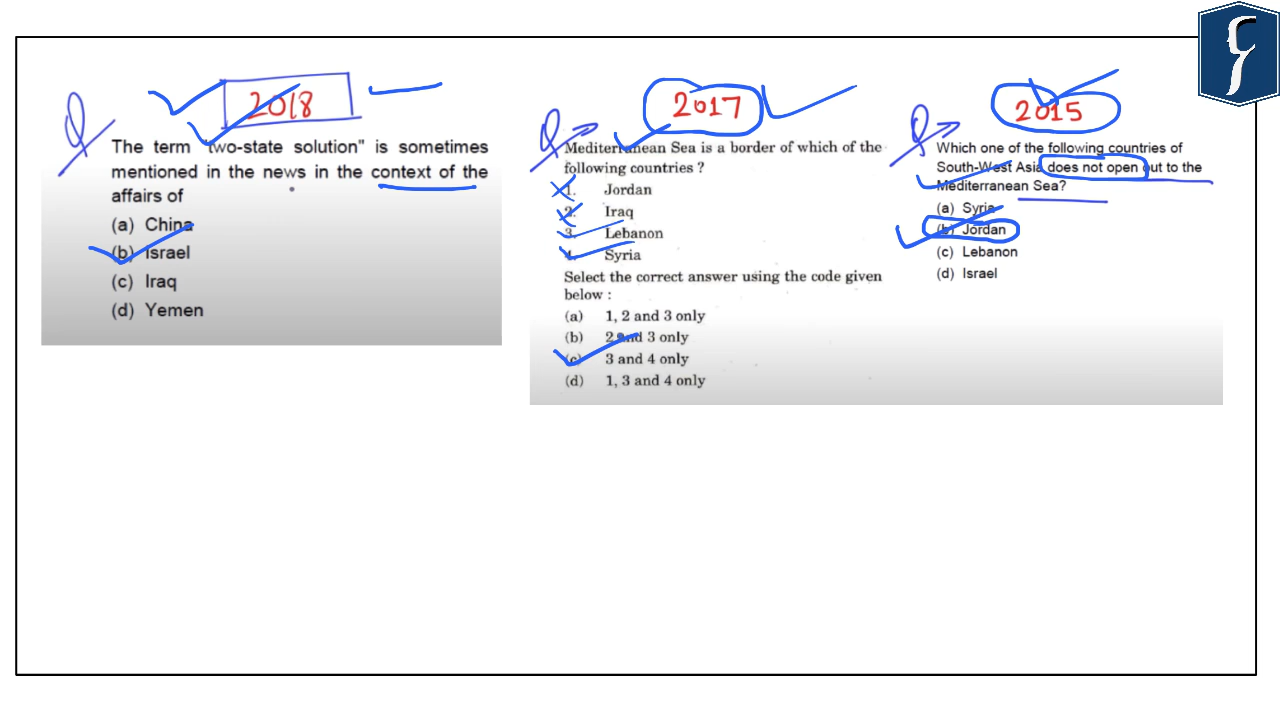 2018
The term "two-state solution" is sometimes
mentioned in the news in the context of the
affairs of
(a) China
(b) Israel
(c) Iraq
(d) Yemen
2017
Q
Mediterranean Sea is a border of which of the
following countries ?
1. Jordan
2. Iraq
3. Lebanon
4. Syria
Select the correct answer using the code given
below :
(a) 1, 2 and 3 only
(b) 2 and 3 only
(c) 3 and 4 only
(d) 1, 3 and 4 only
2015
Q
Which one of the following countries of
South-West Asia does not open out to the
Mediterranean Sea?
(a) Syria
(b) Jordan
(c) Lebanon
(d) Israel